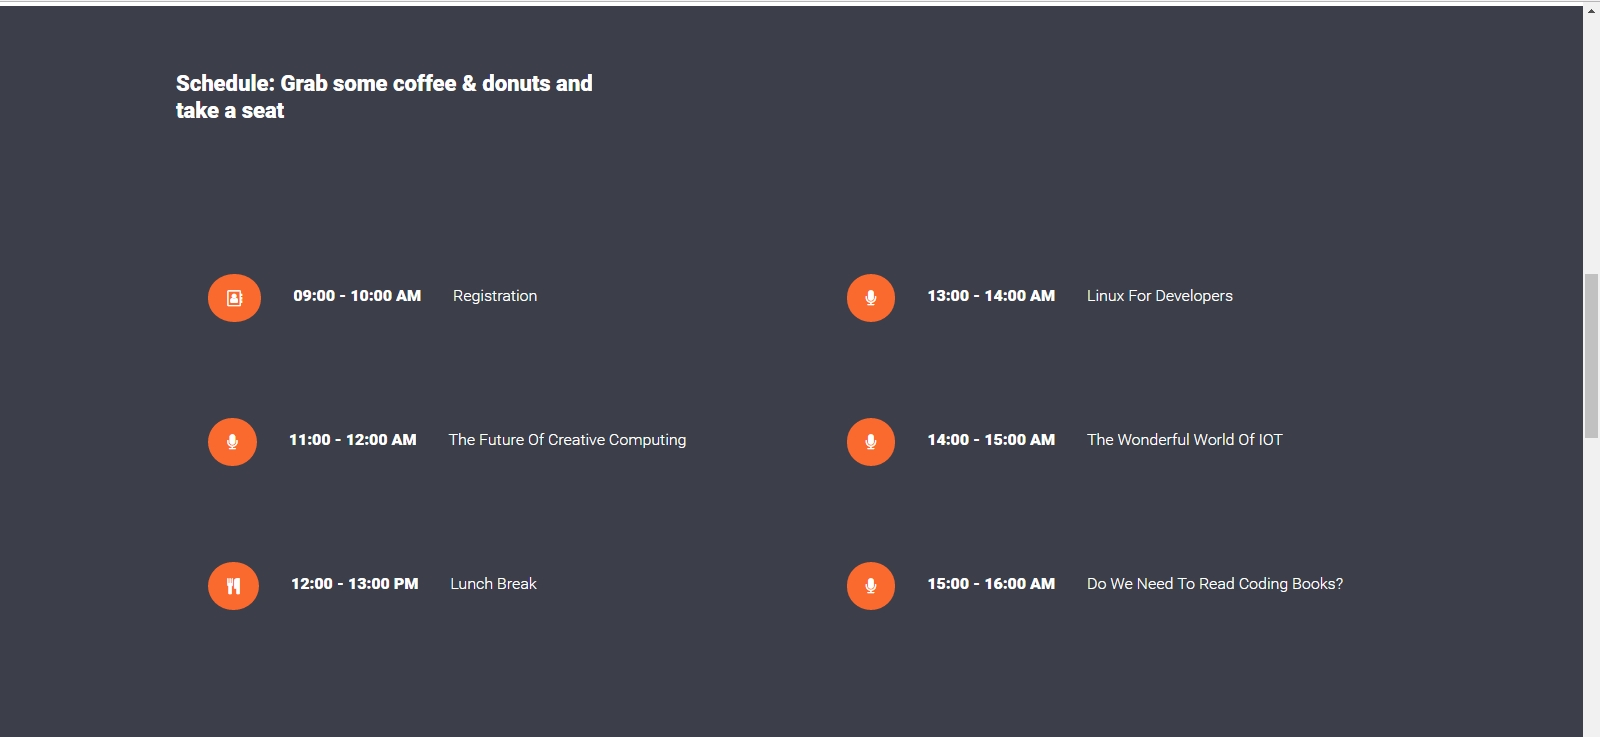 Schedule: Grab some coffee & donuts and
take a seat
09:00 - 10:00 AM Registration
11:00 - 12:00 AM The Future Of Creative Computing
12:00 - 13:00 PM Lunch Break
13:00 - 14:00 AM Linux For Developers
14:00 - 15:00 AM The Wonderful World Of IOT
15:00 - 16:00 AM Do We Need To Read Coding Books?